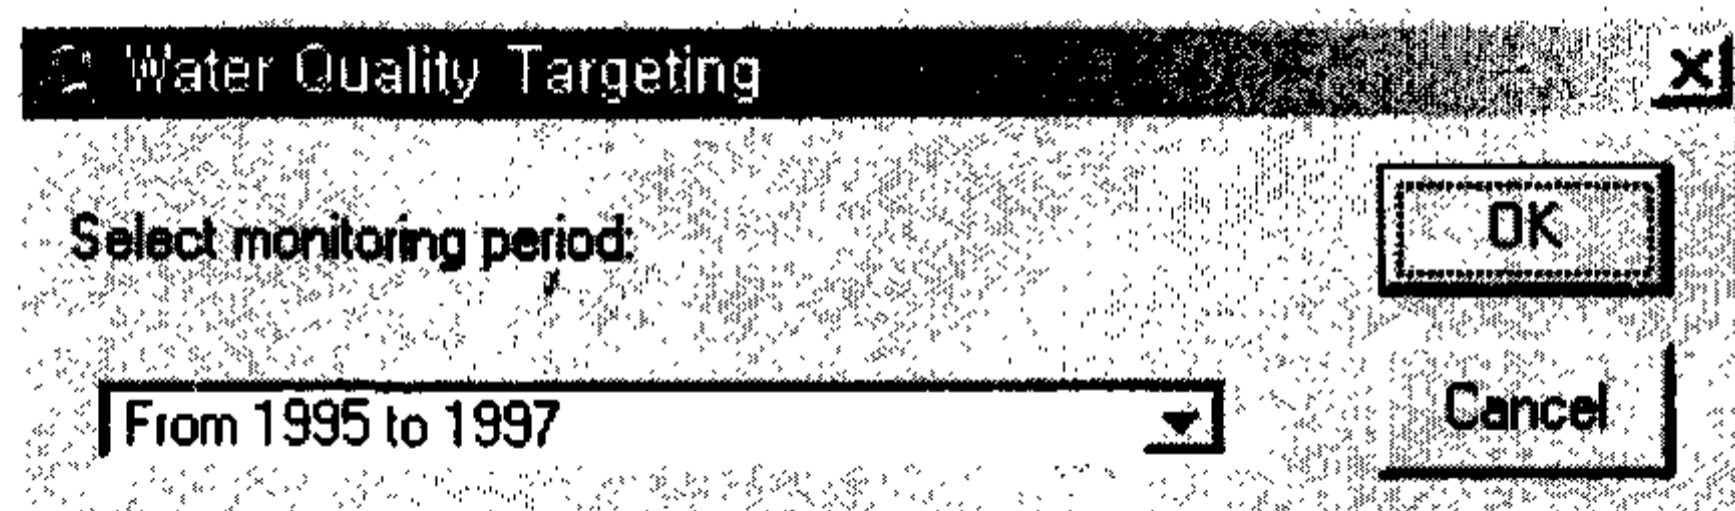 Water Quality Targeting
Select monitoring period:
OK
From 1995 to 1997
Cancel